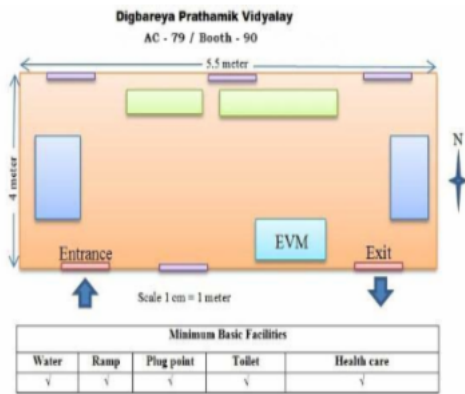 Digbareya Prathamik Vidyalay
AC - 79 / Booth - 90
5.5 meter
4 meter
N
EVM
Entrance
Exit
Scale 1 cm = 1 meter
Minimum Basic Facilities
Water Ramp Plug point Toilet Health care
√ √ √ √ √